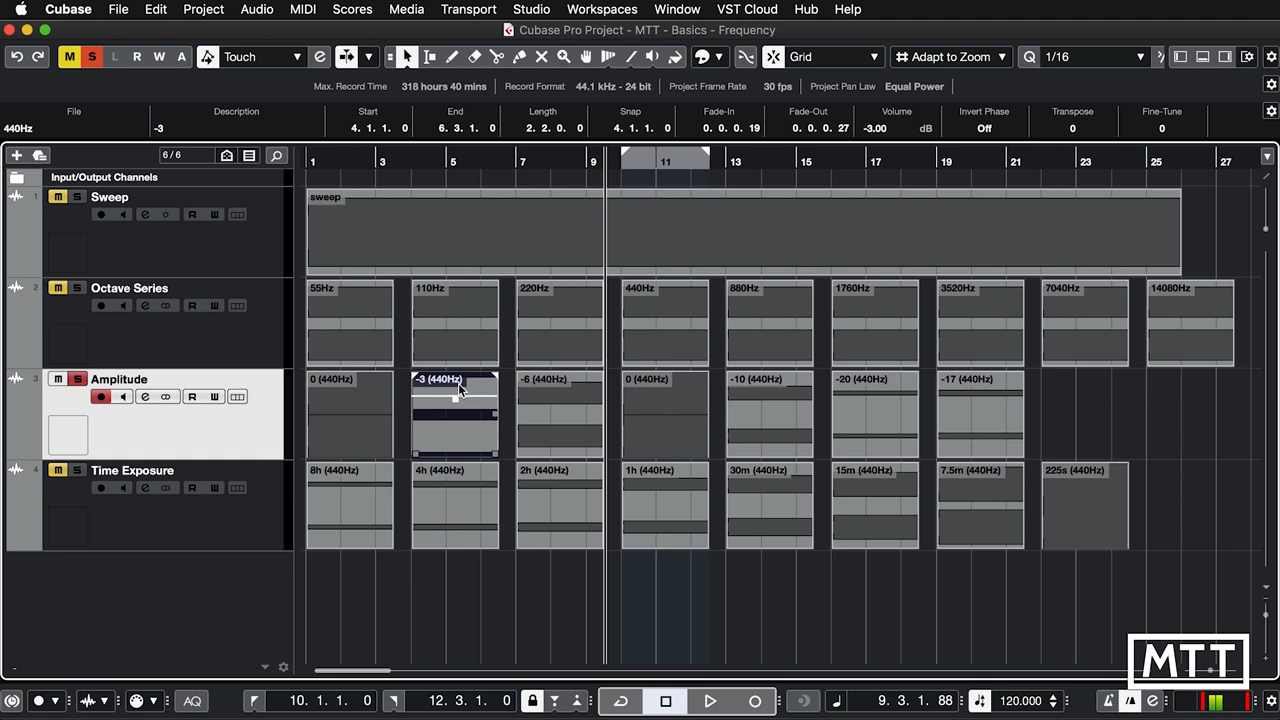 Cubase File Edit Project Audio MIDI Scores Media Transport Studio Workspaces Window VST Cloud Hub Help
Cubase Pro Project - MTT - Basics - Frequency
M S L R W A Touch Grid Adapt to Zoom Q 1/16
Max. Record Time 318 hours 40 mins Record Format 44.1 kHz - 24 bit Project Frame Rate 30 fps Project Pan Law Equal Power
File Description Start End Length Snap Fade-In Fade-Out Volume Invert Phase Transpose Fine-Tune
440Hz -3 4. 1. 1. 0 6. 3. 1. 0 2. 2. 0. 0 4. 1. 1. 0 0. 0. 0. 19 0. 0. 0. 27 -3.00 dB Off 0 0
6/6 1 3 5 7 9 11 13 15 17 19 21 23 25 27
Input/Output Channels
1 M S Sweep sweep
R W
2 M S Octave Series 55Hz 110Hz 220Hz 440Hz 880Hz 1760Hz 3520Hz 7040Hz 14080Hz
R W
3 M S Amplitude 0 (440Hz) -3 (440Hz) -6 (440Hz) 0 (440Hz) -10 (440Hz) -20 (440Hz) -17 (440Hz)
R W
4 M S Time Exposure 8h (440Hz) 4h (440Hz) 2h (440Hz) 1h (440Hz) 30m (440Hz) 15m (440Hz) 7.5m (440Hz) 225s (440Hz)
R W
MTT
AQ 10. 1. 1. 0 12. 3. 1. 0 9. 3. 1. 88 120.000